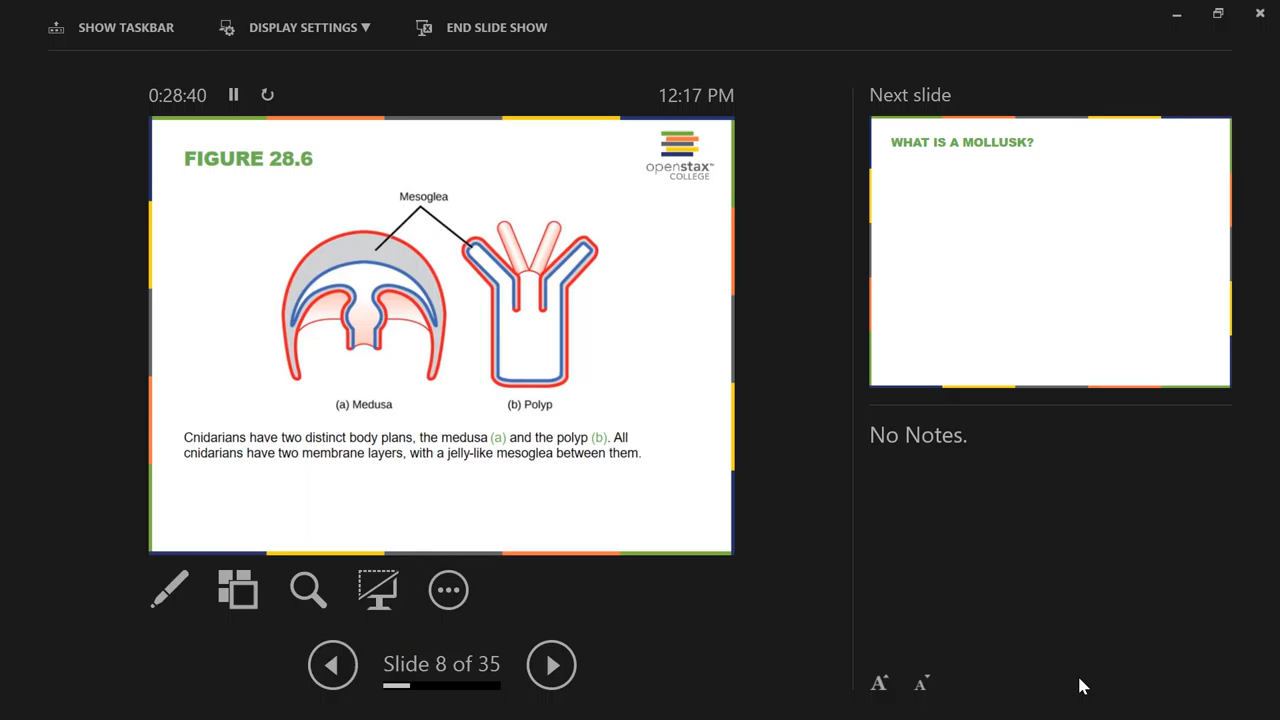 SHOW TASKBAR
DISPLAY SETTINGS ▼
END SLIDE SHOW
0:28:40
12:17 PM
Next slide
FIGURE 28.6
openstax™
COLLEGE
Mesoglea
(a) Medusa
(b) Polyp
Cnidarians have two distinct body plans, the medusa (a) and the polyp (b). All
cnidarians have two membrane layers, with a jelly-like mesoglea between them.
WHAT IS A MOLLUSK?
No Notes.
Slide 8 of 35
A
A